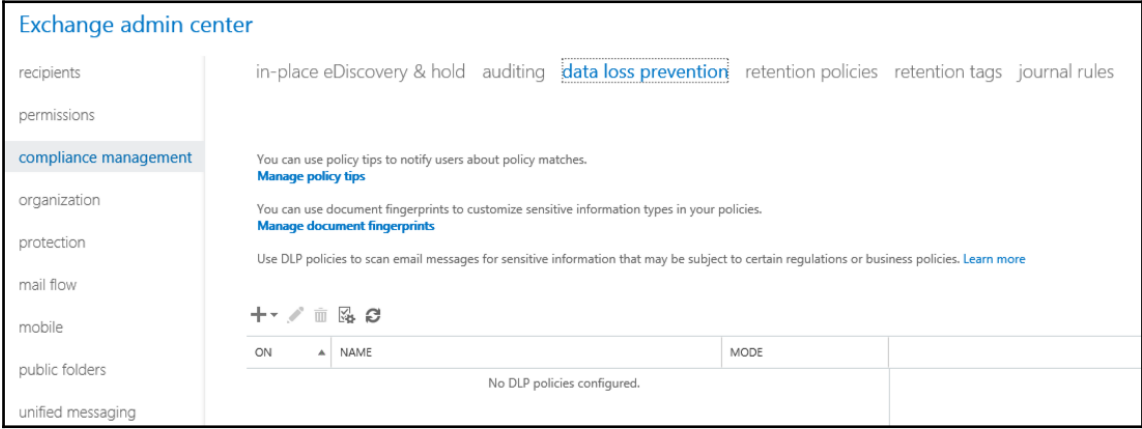 Exchange admin center
recipients
permissions
compliance management
organization
protection
mail flow
mobile
public folders
unified messaging
in-place eDiscovery & hold auditing data loss prevention retention policies retention tags journal rules
You can use policy tips to notify users about policy matches.
Manage policy tips
You can use document fingerprints to customize sensitive information types in your policies.
Manage document fingerprints
Use DLP policies to scan email messages for sensitive information that may be subject to certain regulations or business policies. Learn more
ON NAME MODE
No DLP policies configured.